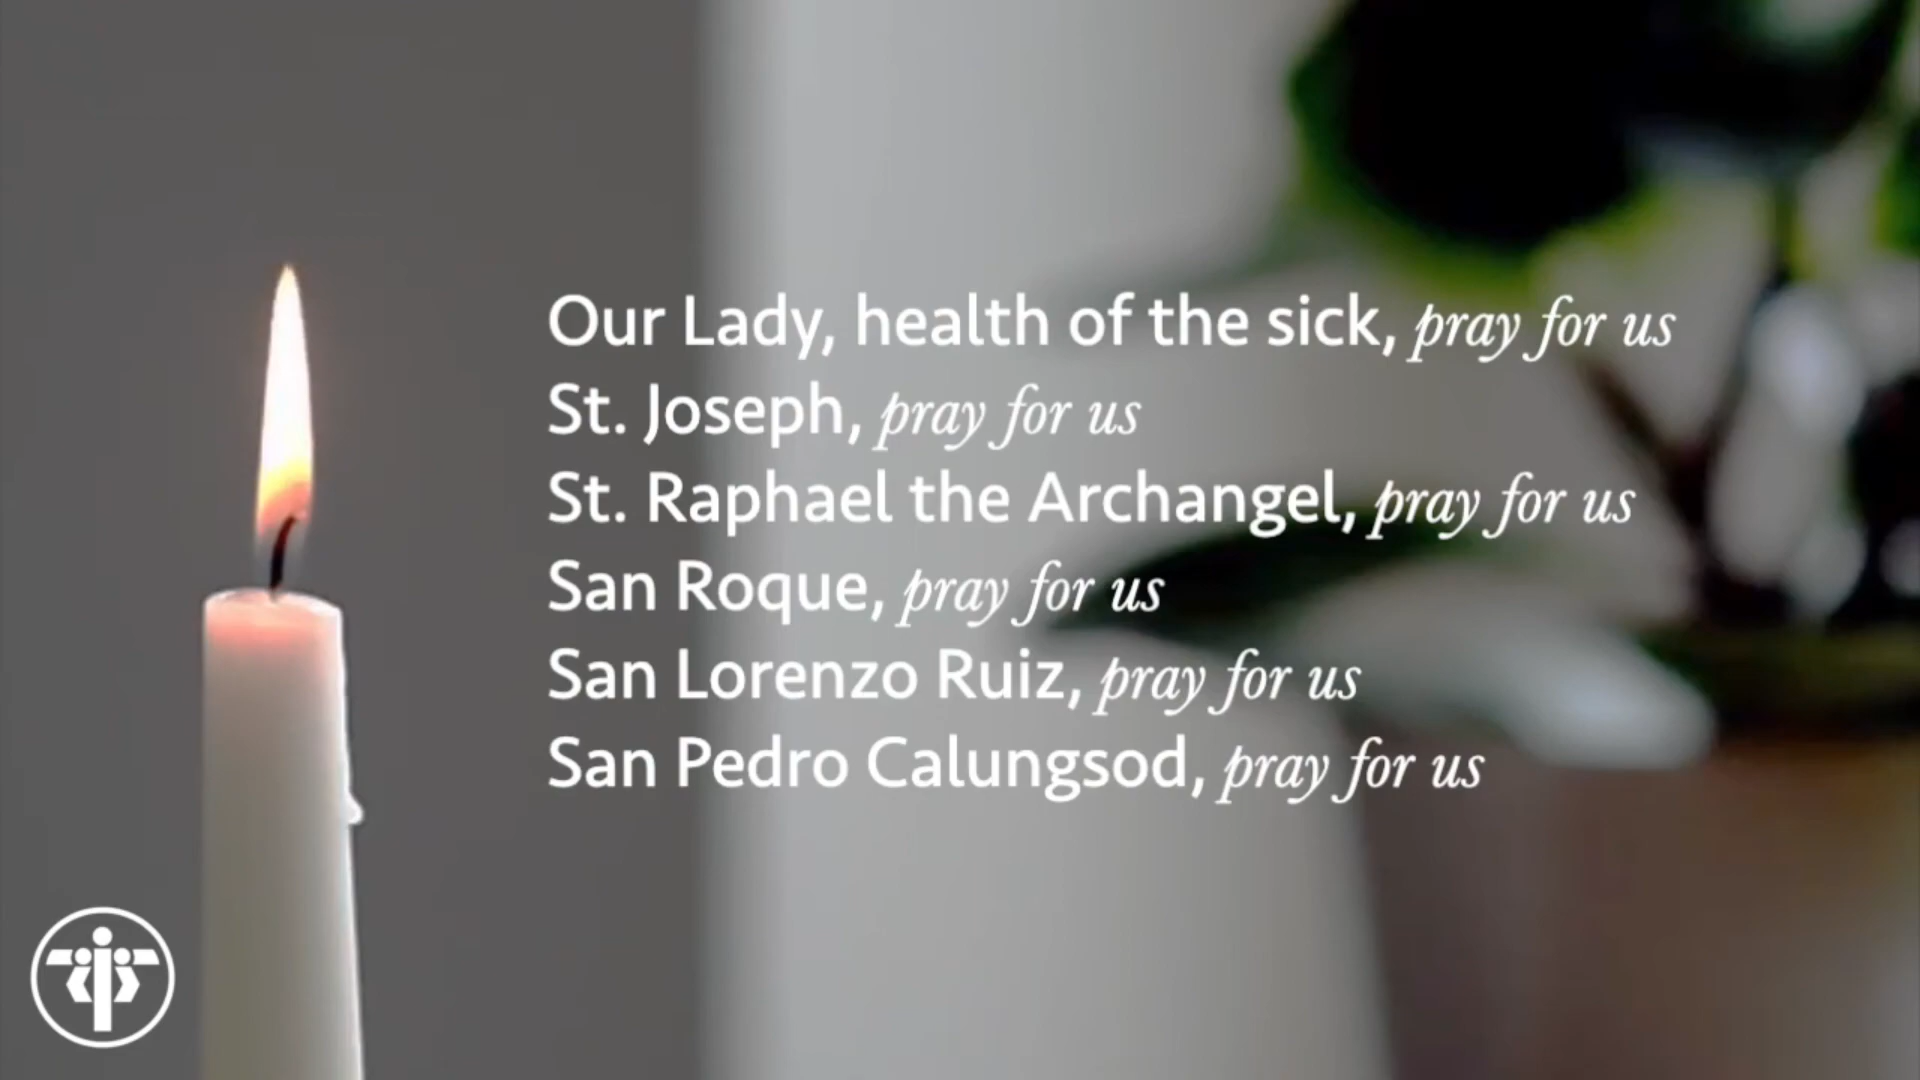 Our Lady, health of the sick, pray for us
St. Joseph, pray for us
St. Raphael the Archangel, pray for us
San Roque, pray for us
San Lorenzo Ruiz, pray for us
San Pedro Calungsod, pray for us